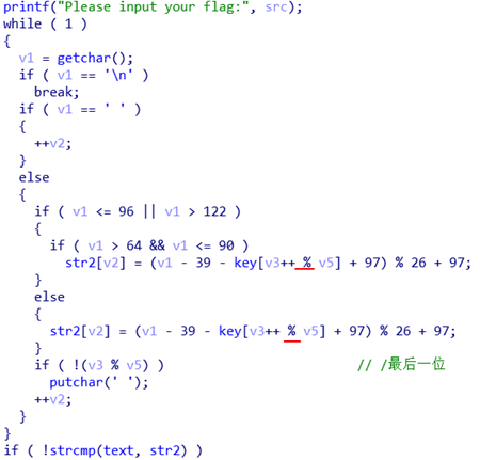 printf("Please input your flag:", src);
while ( 1 )
{
v1 = getchar();
if ( v1 == '\n' )
break;
if ( v1 == ' ' )
{
++v2;
}
else
{
if ( v1 <= 96 || v1 > 122 )
{
if ( v1 > 64 && v1 <= 90 )
str2[v2] = (v1 - 39 - key[v3++ % v5] + 97) % 26 + 97;
}
else
{
str2[v2] = (v1 - 39 - key[v3++ % v5] + 97) % 26 + 97;
}
if ( !(v3 % v5) ) // /最后一位
putchar(' ');
++v2;
}
}
if ( !strcmp(text, str2) )